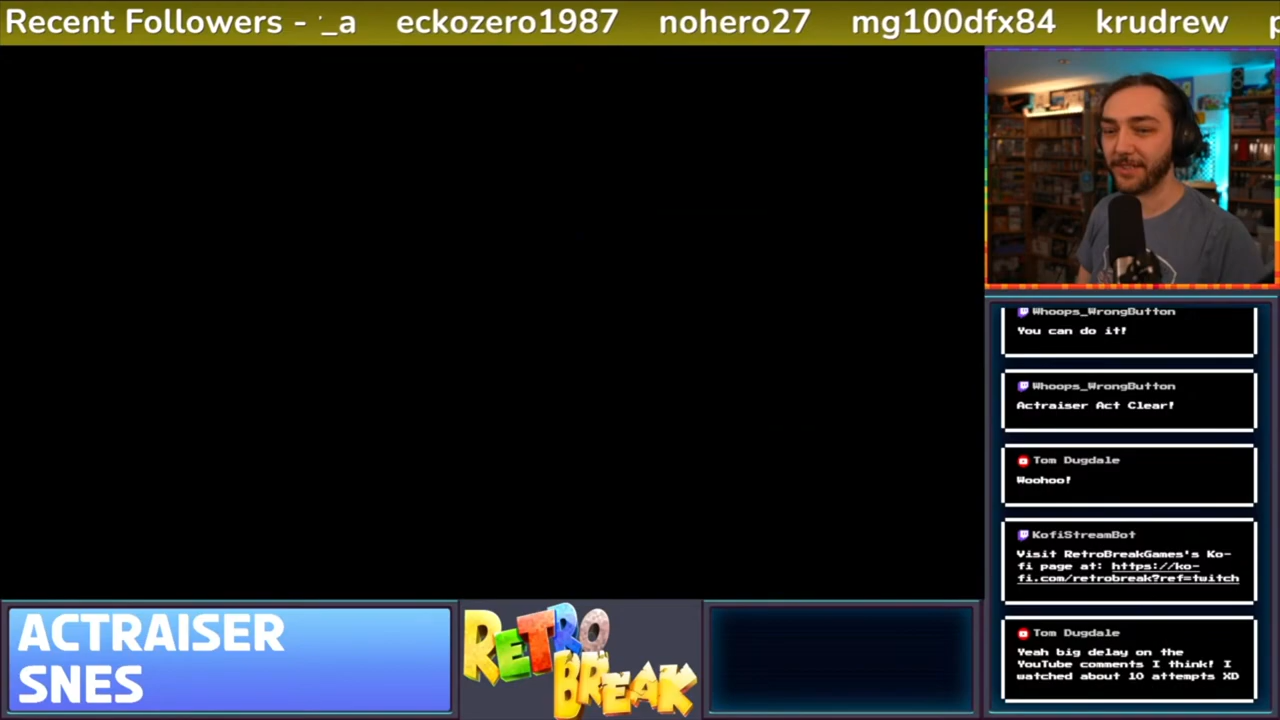 Recent Followers - _a eckozero1987 nohero27 mg100dfx84 krudrew
Whoops_WrongButton
You can do it!
Whoops_WrongButton
Actraiser Act Clear!
Tom Dugdale
Woohoo!
KofiStreamBot
Visit RetroBreakGames's Ko-
fi page at: https://ko-
fi.com/retrobreak?ref=twitch
Tom Dugdale
Yeah big delay on the
YouTube comments I think! I
watched about 10 attempts XD
ACTRAISER
SNES
RETRO
BREAK